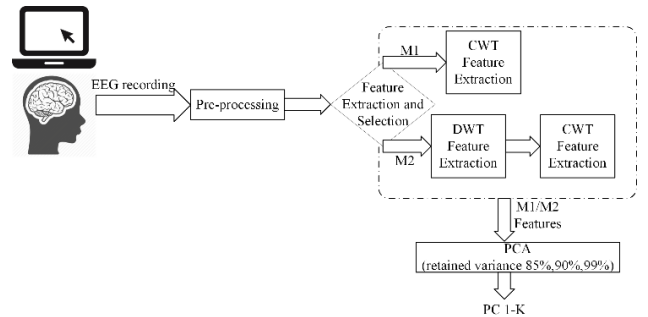 EEG recording
Pre-processing
Feature
Extraction and
Selection
M1
CWT
Feature
Extraction
M2
DWT
Feature
Extraction
CWT
Feature
Extraction
M1/M2
Features
PCA
(retained variance 85%,90%,99%)
PC 1-K